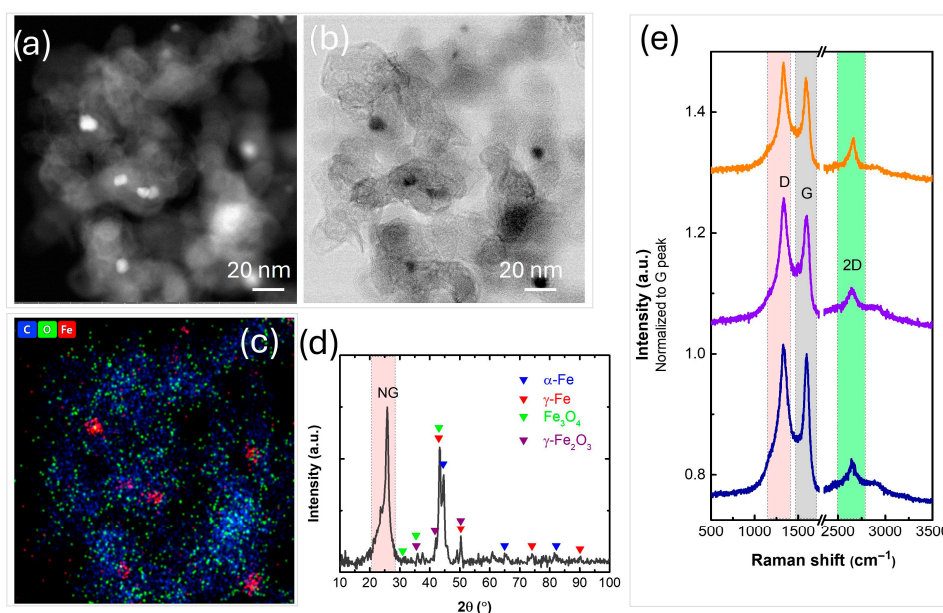 (a)
20 nm
(b)
20 nm
C O Fe
(c)
(d)
NG
α-Fe
γ-Fe
Fe₃O₄
γ-Fe₂O₃
Intensity (a.u.)
10 20 30 40 50 60 70 80 90 100
2θ (°)
(e)
Intensity (a.u.)
Normalized to G peak
1.4
1.2
1.0
0.8
D
G
2D
500 1000 1500 2500 3000 3500
Raman shift (cm⁻¹)